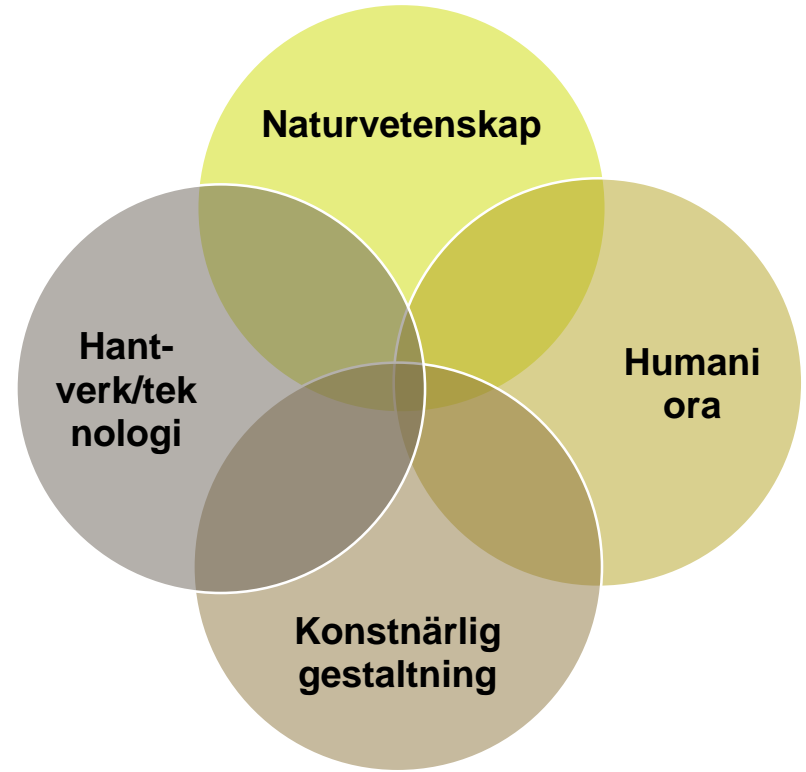 Naturvetenskap
Hant-
verk/tek
nologi
Humani
ora
Konstnärlig
gestaltning